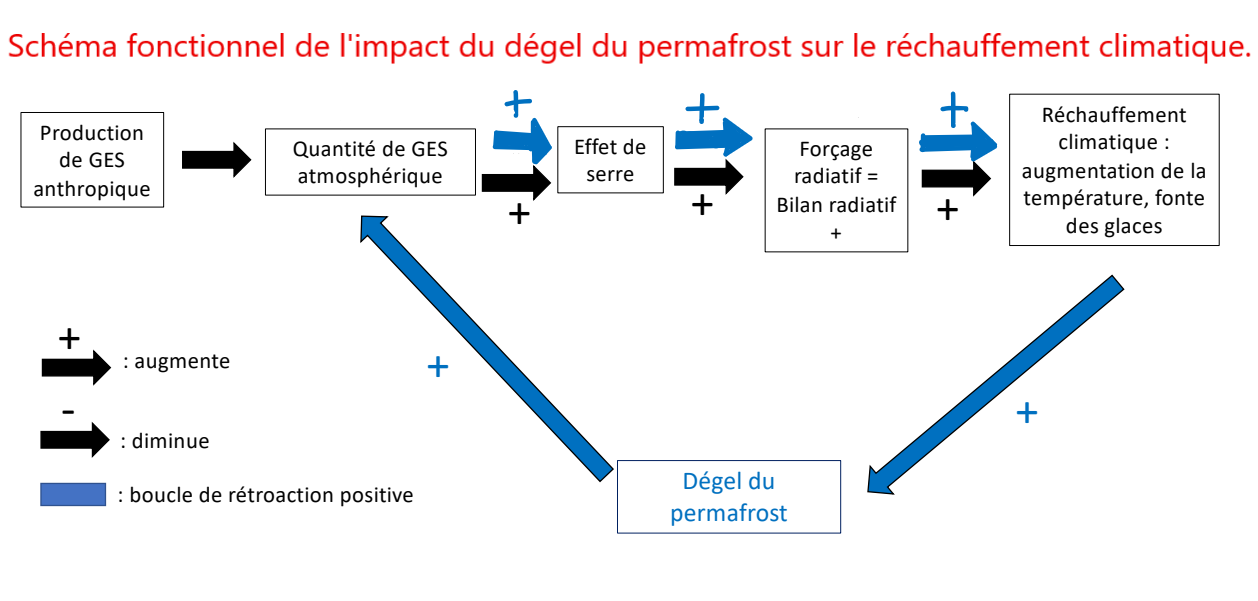 Schéma fonctionnel de l'impact du dégel du permafrost sur le réchauffement climatique.
Production
de GES
anthropique
Quantité de GES
atmosphérique
+
+
Effet de
serre
+
+
Forçage
radiatif =
Bilan radiatif
+
+
+
Réchauffement
climatique :
augmentation de la
température, fonte
des glaces
+
+
Dégel du
permafrost
+
: augmente
-
: diminue
: boucle de rétroaction positive